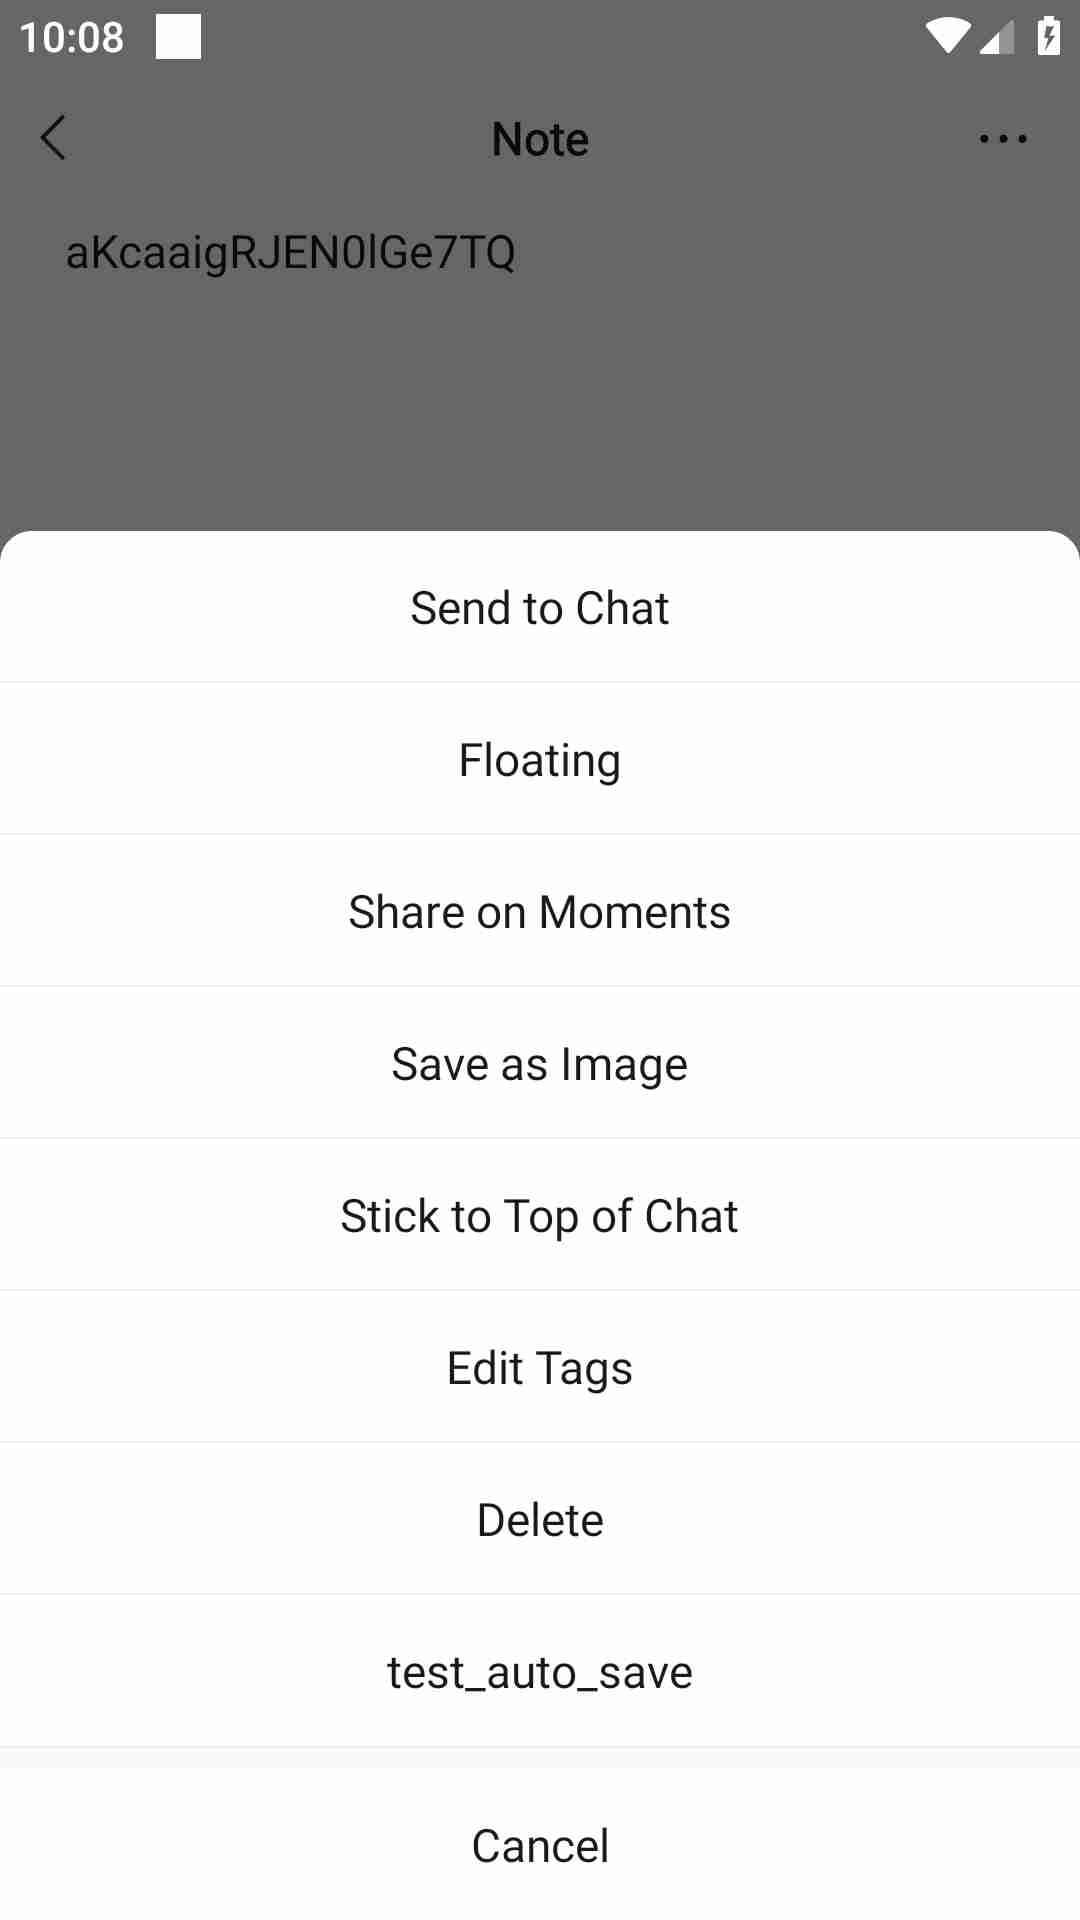 10:08
Note
aKcaaigRJEN0lGe7TQ
Send to Chat
Floating
Share on Moments
Save as Image
Stick to Top of Chat
Edit Tags
Delete
test_auto_save
Cancel